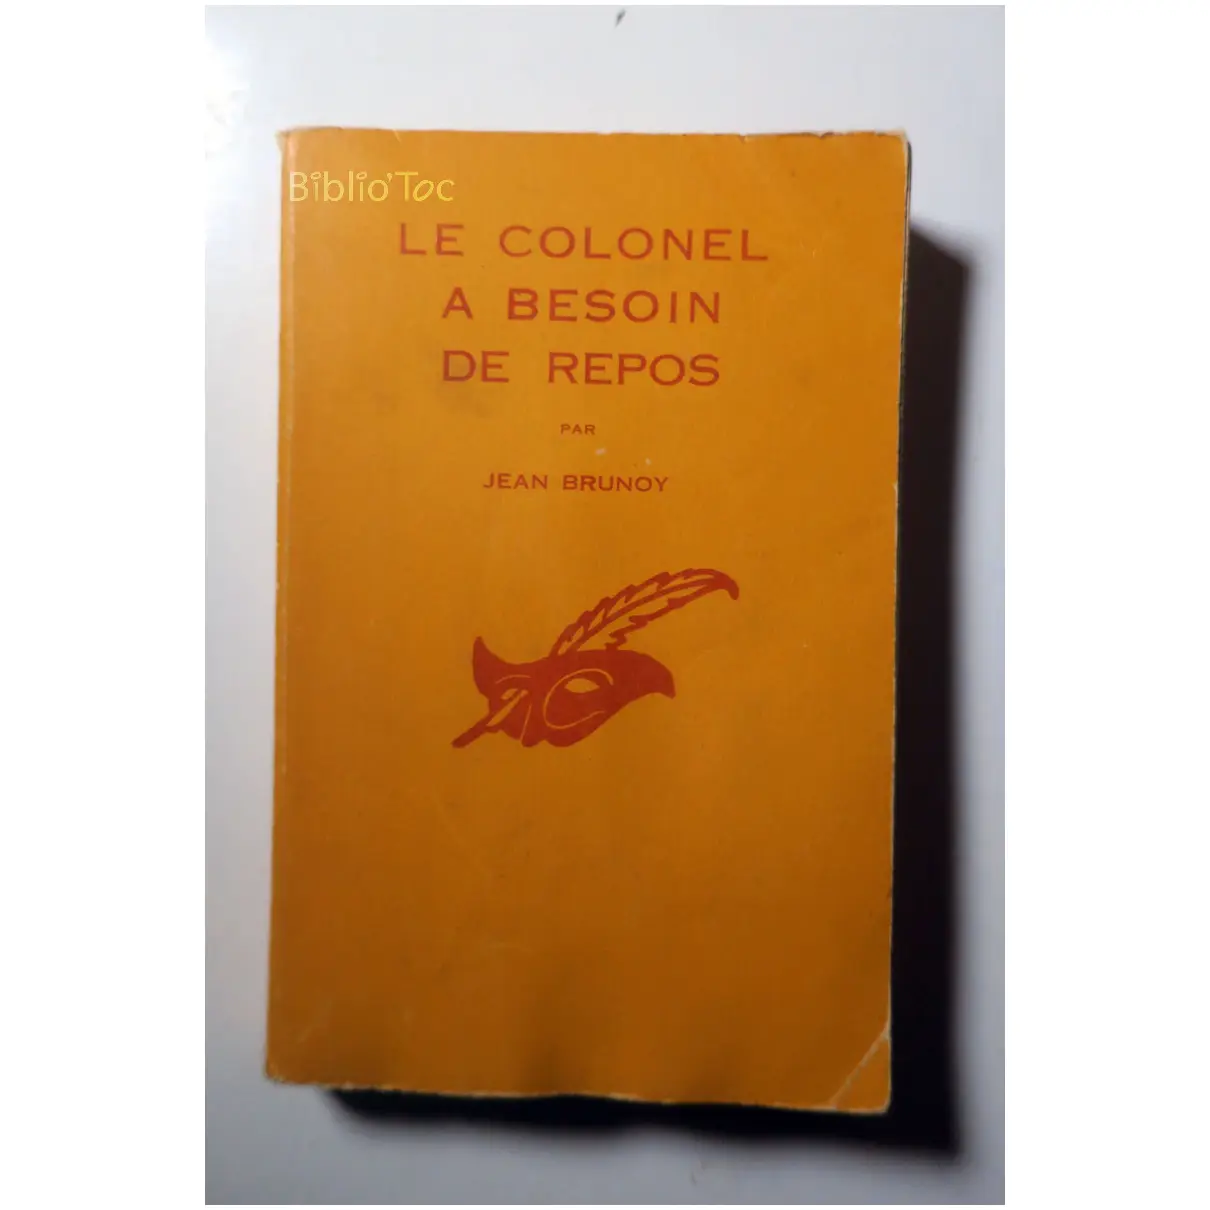 Biblio'Toc
LE COLONEL
A BESOIN
DE REPOS
PAR
JEAN BRUNOY